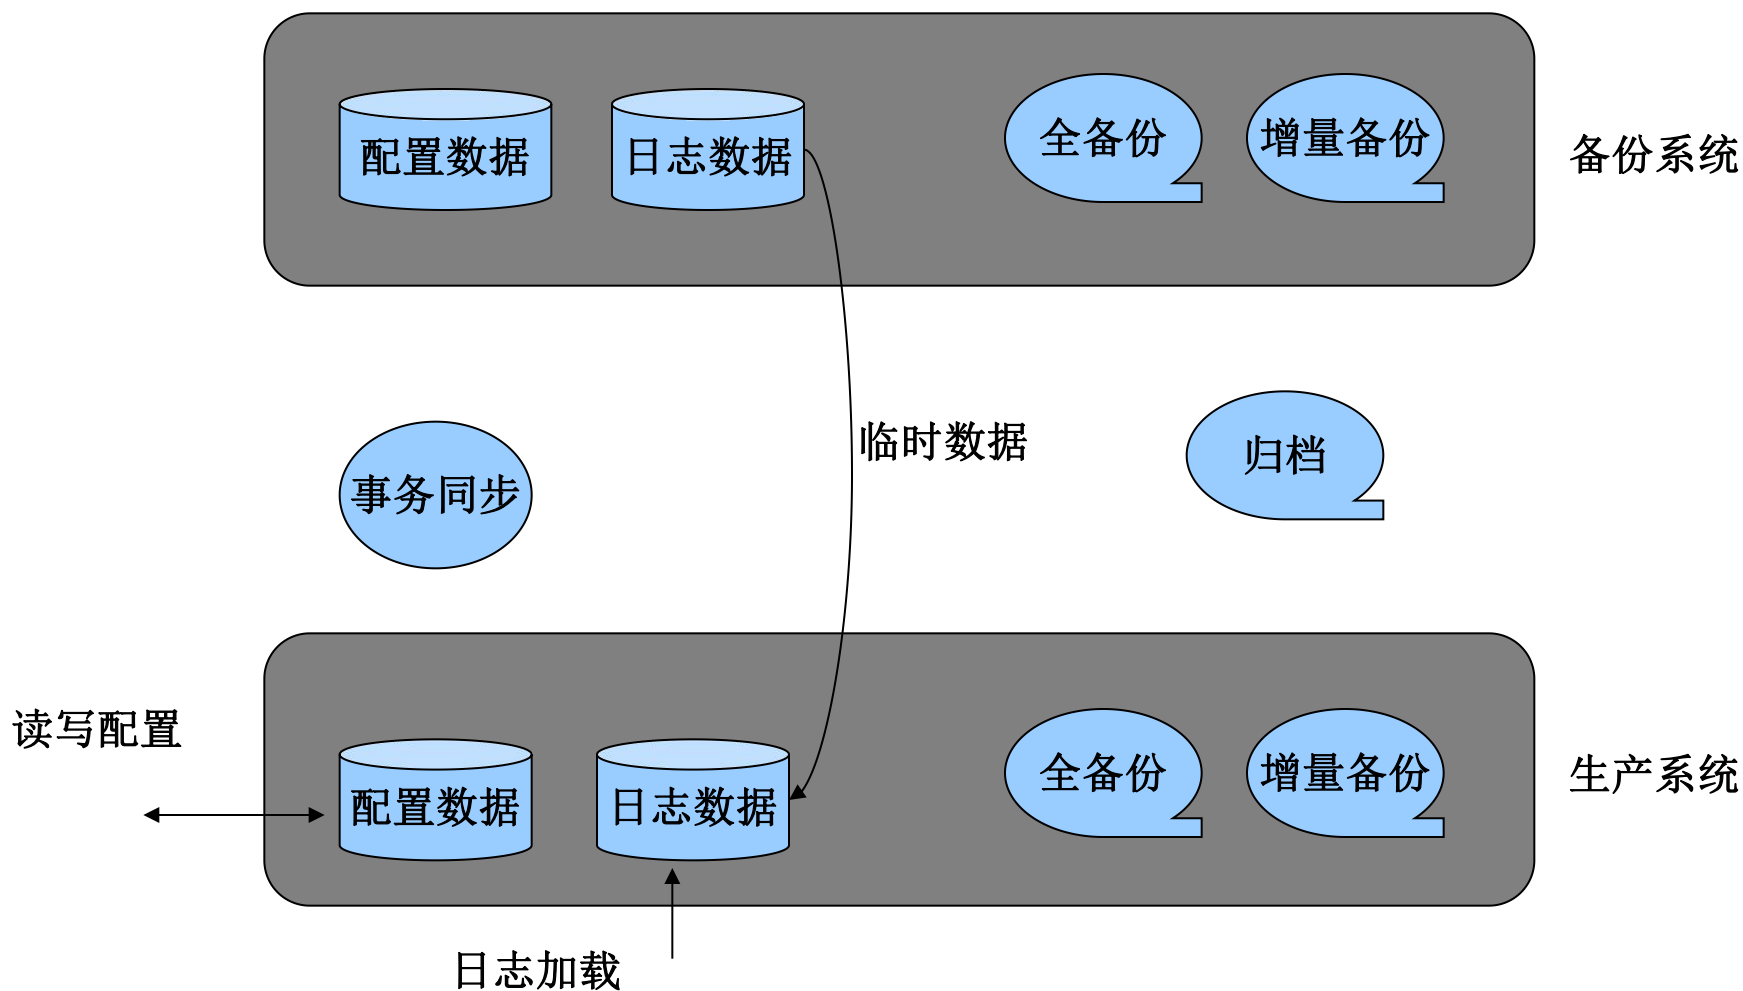 配置数据
日志数据
全备份
增量备份
备份系统
临时数据
归档
事务同步
读写配置
配置数据
日志数据
全备份
增量备份
生产系统
日志加载